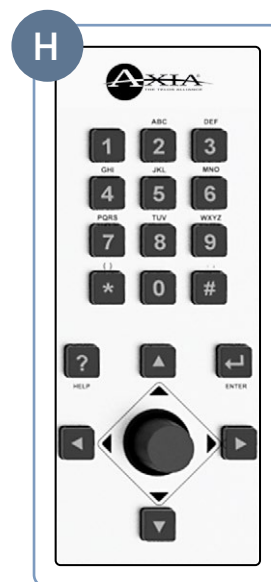 H
AXIA®
THE TELOS ALLIANCE
ABC DEF
1 2 3
GHI JKL MNO
4 5 6
PQRS TUV WXYZ
7 8 9
( )
* 0 #
?
HELP ENTER